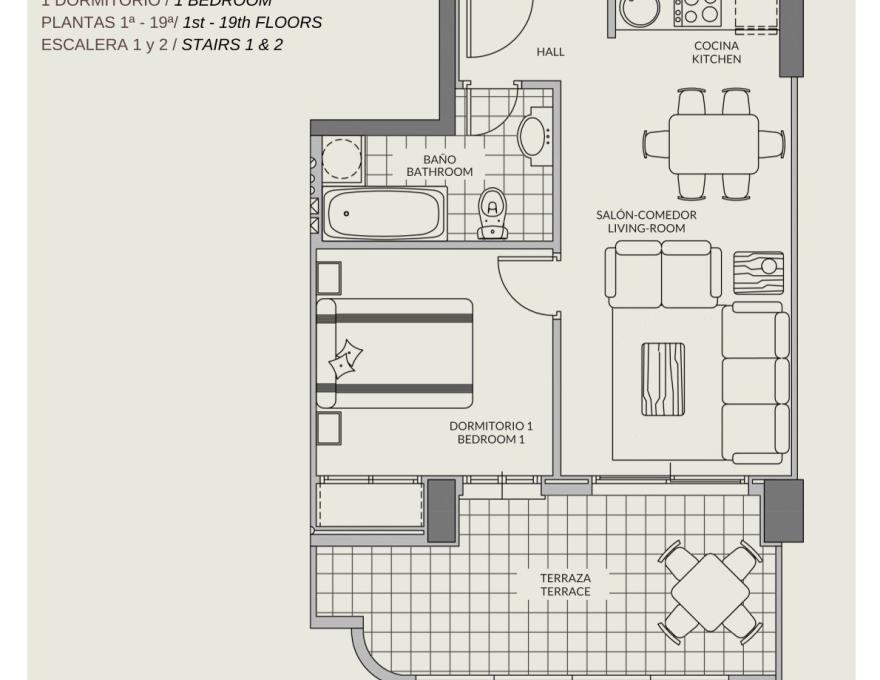 1 DORMITORIO / 1 BEDROOM
PLANTAS 1ª - 19ª/ 1st - 19th FLOORS
ESCALERA 1 y 2 / STAIRS 1 & 2
HALL
COCINA
KITCHEN
BAÑO
BATHROOM
SALÓN-COMEDOR
LIVING-ROOM
DORMITORIO 1
BEDROOM 1
TERRAZA
TERRACE